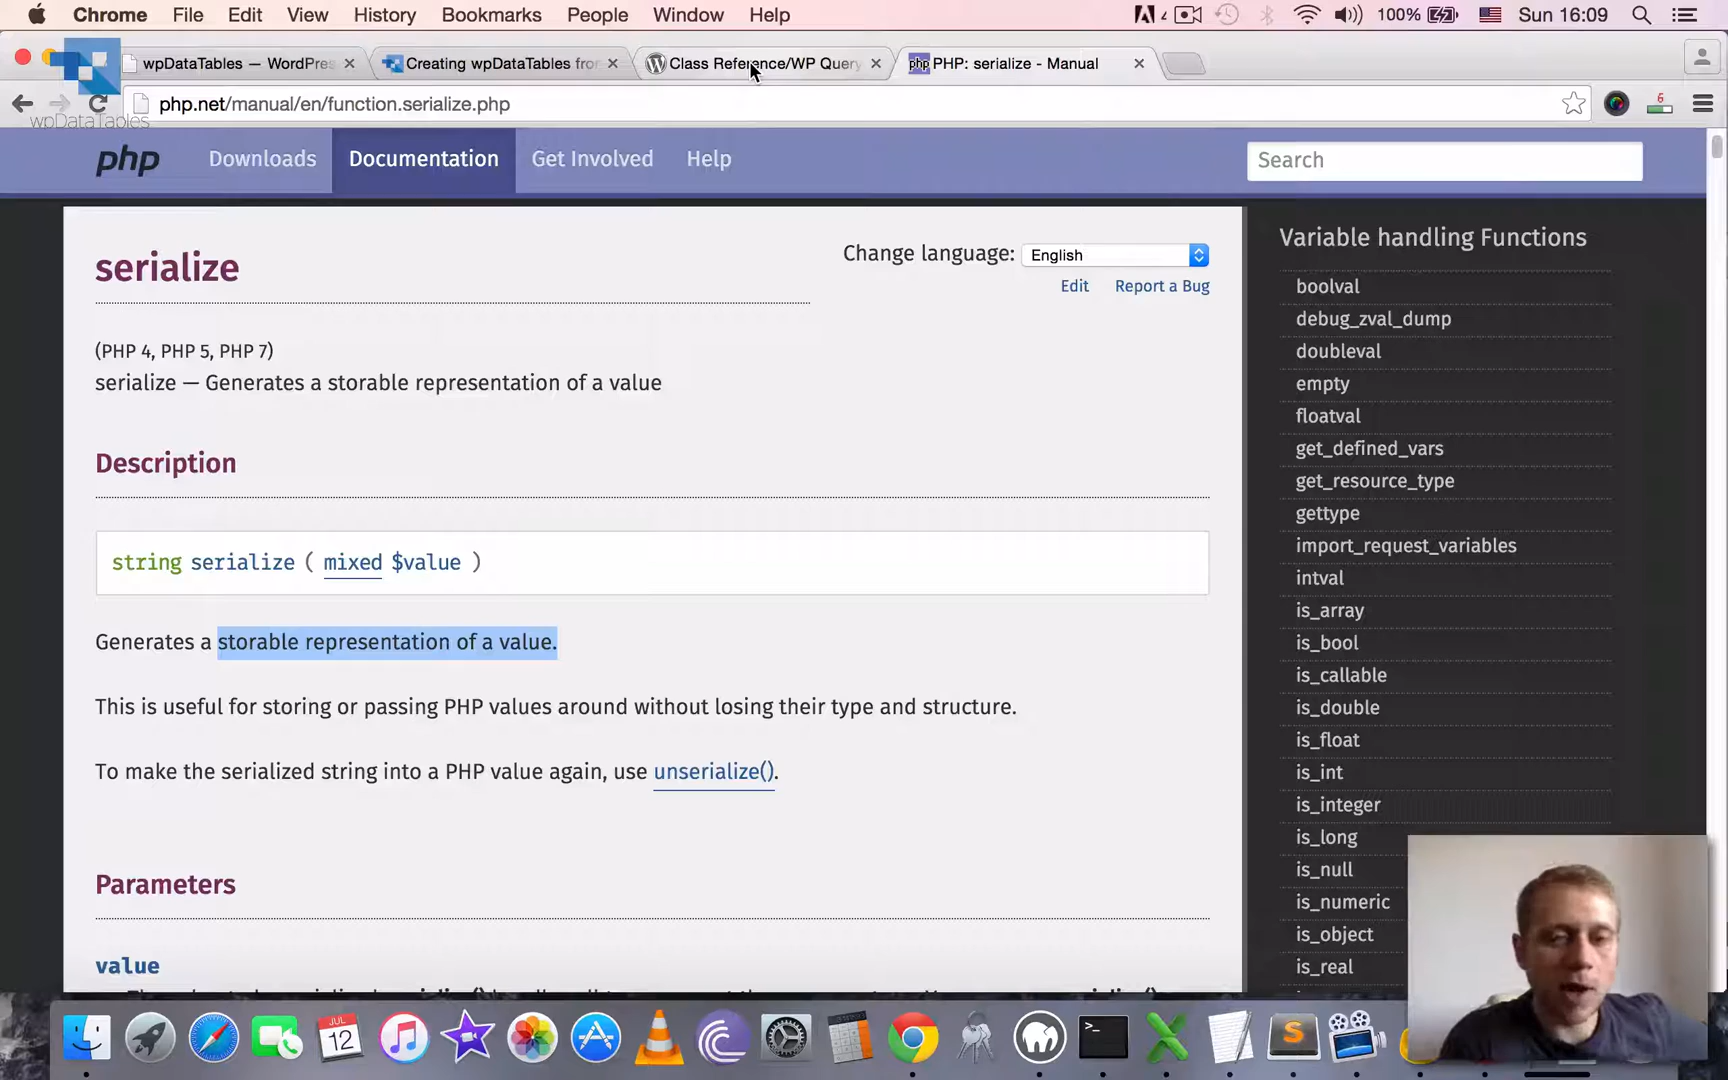 Chrome File Edit View History Bookmarks People Window Help 4 100% Sun 16:09
wpDataTables — WordPres Creating wpDataTables from Class Reference/WP Query php PHP: serialize - Manual
php.net/manual/en/function.serialize.php 6
wpDataTables
php Downloads Documentation Get Involved Help Search
serialize
Change language: English
Edit Report a Bug
(PHP 4, PHP 5, PHP 7)
serialize — Generates a storable representation of a value
Description
string serialize ( mixed $value )
Generates a storable representation of a value.
This is useful for storing or passing PHP values around without losing their type and structure.
To make the serialized string into a PHP value again, use unserialize().
Parameters
value
Variable handling Functions
boolval
debug_zval_dump
doubleval
empty
floatval
get_defined_vars
get_resource_type
gettype
import_request_variables
intval
is_array
is_bool
is_callable
is_double
is_float
is_int
is_integer
is_long
is_null
is_numeric
is_object
is_real
JUL
12
>_
S